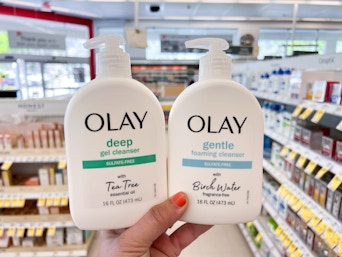 OLAY
deep
gel cleanser
SULFATE-FREE
with
Tea Tree
essential oil
16 FL OZ (473 mL)
OLAY
gentle
foaming cleanser
SULFATE-FREE
with
Birch Water
fragrance-free
16 FL OZ (473 mL)
HONEST